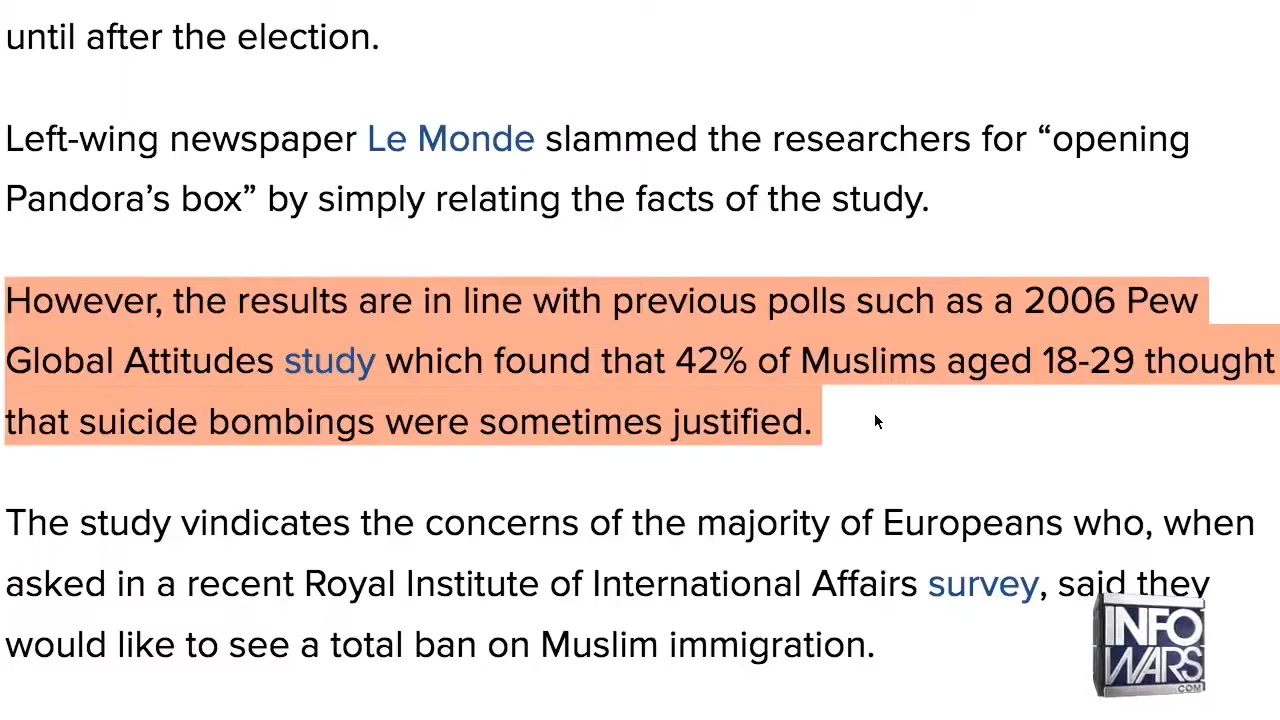 until after the election.
Left-wing newspaper Le Monde slammed the researchers for “opening
Pandora’s box” by simply relating the facts of the study.
However, the results are in line with previous polls such as a 2006 Pew
Global Attitudes study which found that 42% of Muslims aged 18-29 thought
that suicide bombings were sometimes justified.
The study vindicates the concerns of the majority of Europeans who, when
asked in a recent Royal Institute of International Affairs survey, said they
would like to see a total ban on Muslim immigration.
INFO
WARS
.COM